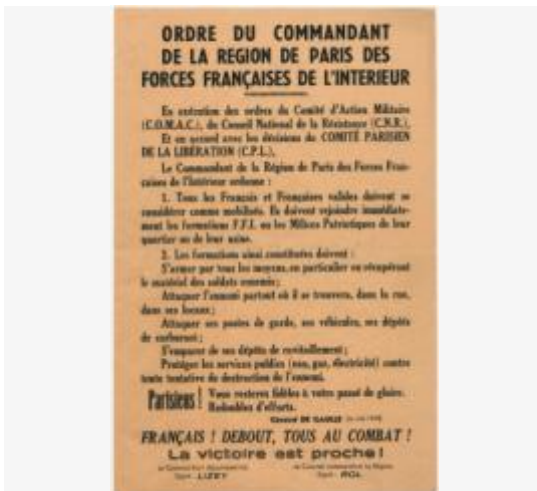 ORDRE DU COMMANDANT
DE LA REGION DE PARIS DES
FORCES FRANÇAISES DE L'INTERIEUR
En exécution des ordres du Comité d'Action Militaire
(C.O.M.A.C.), du Conseil National de la Résistance (C.N.R.),
Et en accord avec les décisions du COMITÉ PARISIEN
DE LA LIBÉRATION (C.P.L.),
Le Commandant de la Région de Paris des Forces Fran-
çaises de l'Intérieur ordonne :
1. Tous les Français et Françaises valides doivent se
considérer comme mobilisés. Ils doivent rejoindre immédiate-
ment les formations F.F.I. ou les Milices Patriotiques de leur
quartier ou de leur usine.
2. Les formations ainsi constituées doivent :
S'armer par tous les moyens, en particulier en récupérant
le matériel des soldats ennemis;
Attaquer l'ennemi partout où il se trouvera, dans la rue,
dans ses locaux;
Attaquer ses postes de garde, ses véhicules, ses dépôts
de carburant;
S'emparer de ses dépôts de ravitaillement;
Protéger les services publics (eau, gaz, électricité) contre
toute tentative de destruction de l'ennemi.
Parisiens ! Vous resterez fidèles à votre passé de gloire.
Redoublez d'efforts.
Général DE GAULLE
FRANÇAIS ! DEBOUT, TOUS AU COMBAT !
La victoire est proche!
LIZEY
ROL